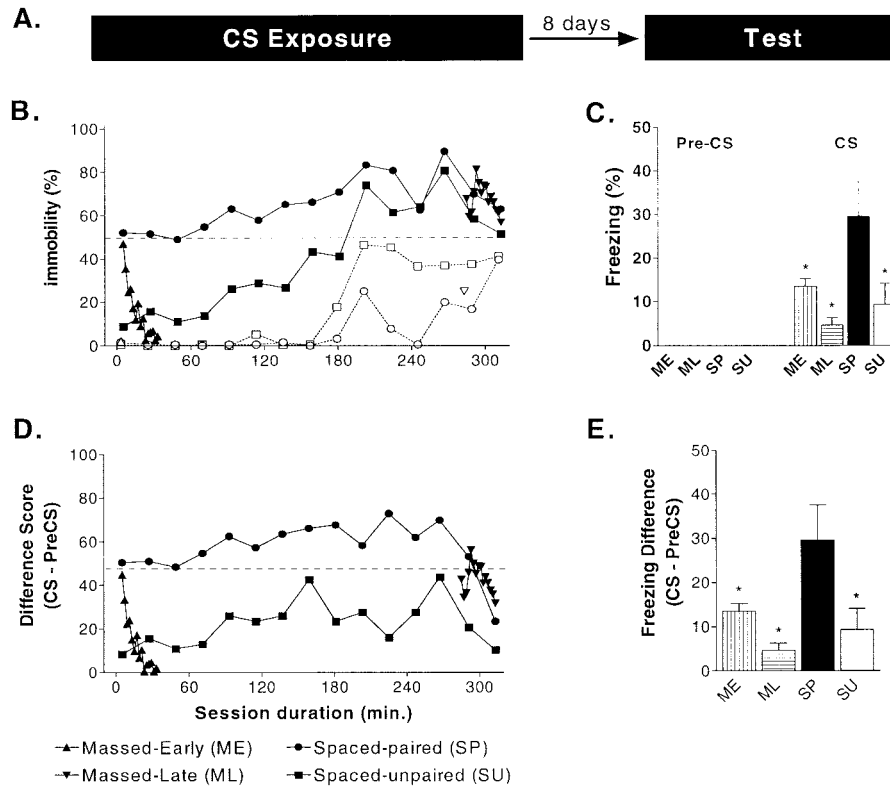 A.
CS Exposure
8 days
Test
B.
immobility (%)
100
80
60
40
20
0
0 60 120 180 240 300
C.
Freezing (%)
50
40
30
20
10
0
Pre-CS CS
* * *
ME ML SP SU ME ML SP SU
D.
Difference Score
(CS - PreCS)
100
80
60
40
20
0
0 60 120 180 240 300
Session duration (min.)
E.
Freezing Difference
(CS - PreCS)
50
40
30
20
10
0
* * *
ME ML SP SU
Massed-Early (ME) Spaced-paired (SP)
Massed-Late (ML) Spaced-unpaired (SU)